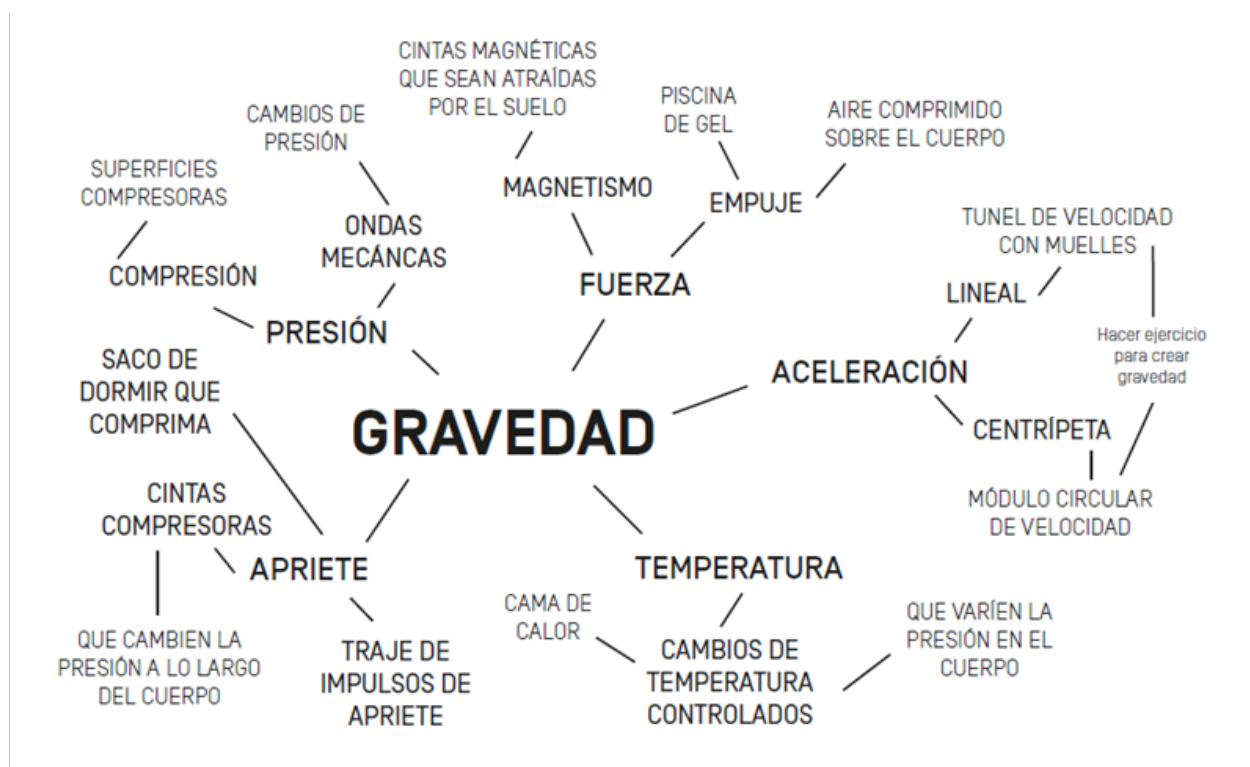 CINTAS MAGNÉTICAS
QUE SEAN ATRAÍDAS
POR EL SUELO
CAMBIOS DE
PRESIÓN
PISCINA
DE GEL
AIRE COMPRIMIDO
SOBRE EL CUERPO
SUPERFICIES
COMPRESORAS
MAGNETISMO
EMPUJE
ONDAS
MECÁNCAS
TUNEL DE VELOCIDAD
CON MUELLES
COMPRESIÓN
FUERZA
LINEAL
PRESIÓN
Hacer ejercicio
para crear
gravedad
SACO DE
DORMIR QUE
COMPRIMA
ACELERACIÓN
GRAVEDAD
CENTRÍPETA
CINTAS
COMPRESORAS
MÓDULO CIRCULAR
DE VELOCIDAD
APRIETE
TEMPERATURA
CAMA DE
CALOR
QUE VARÍEN LA
PRESIÓN EN EL
CUERPO
QUE CAMBIEN LA
PRESIÓN A LO LARGO
DEL CUERPO
TRAJE DE
IMPULSOS DE
APRIETE
CAMBIOS DE
TEMPERATURA
CONTROLADOS